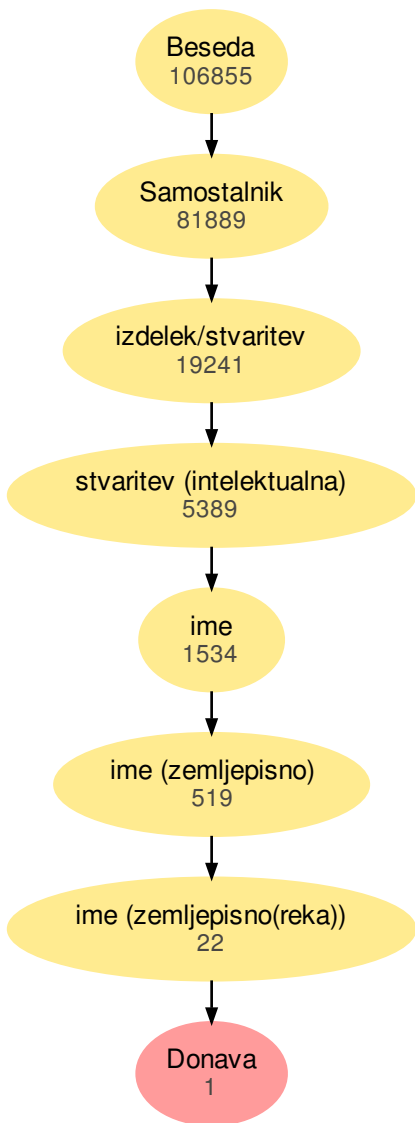 Beseda
106855
Samostalnik
81889
izdelek/stvaritev
19241
stvaritev (intelektualna)
5389
ime
1534
ime (zemljepisno)
519
ime (zemljepisno(reka))
22
Donava
1